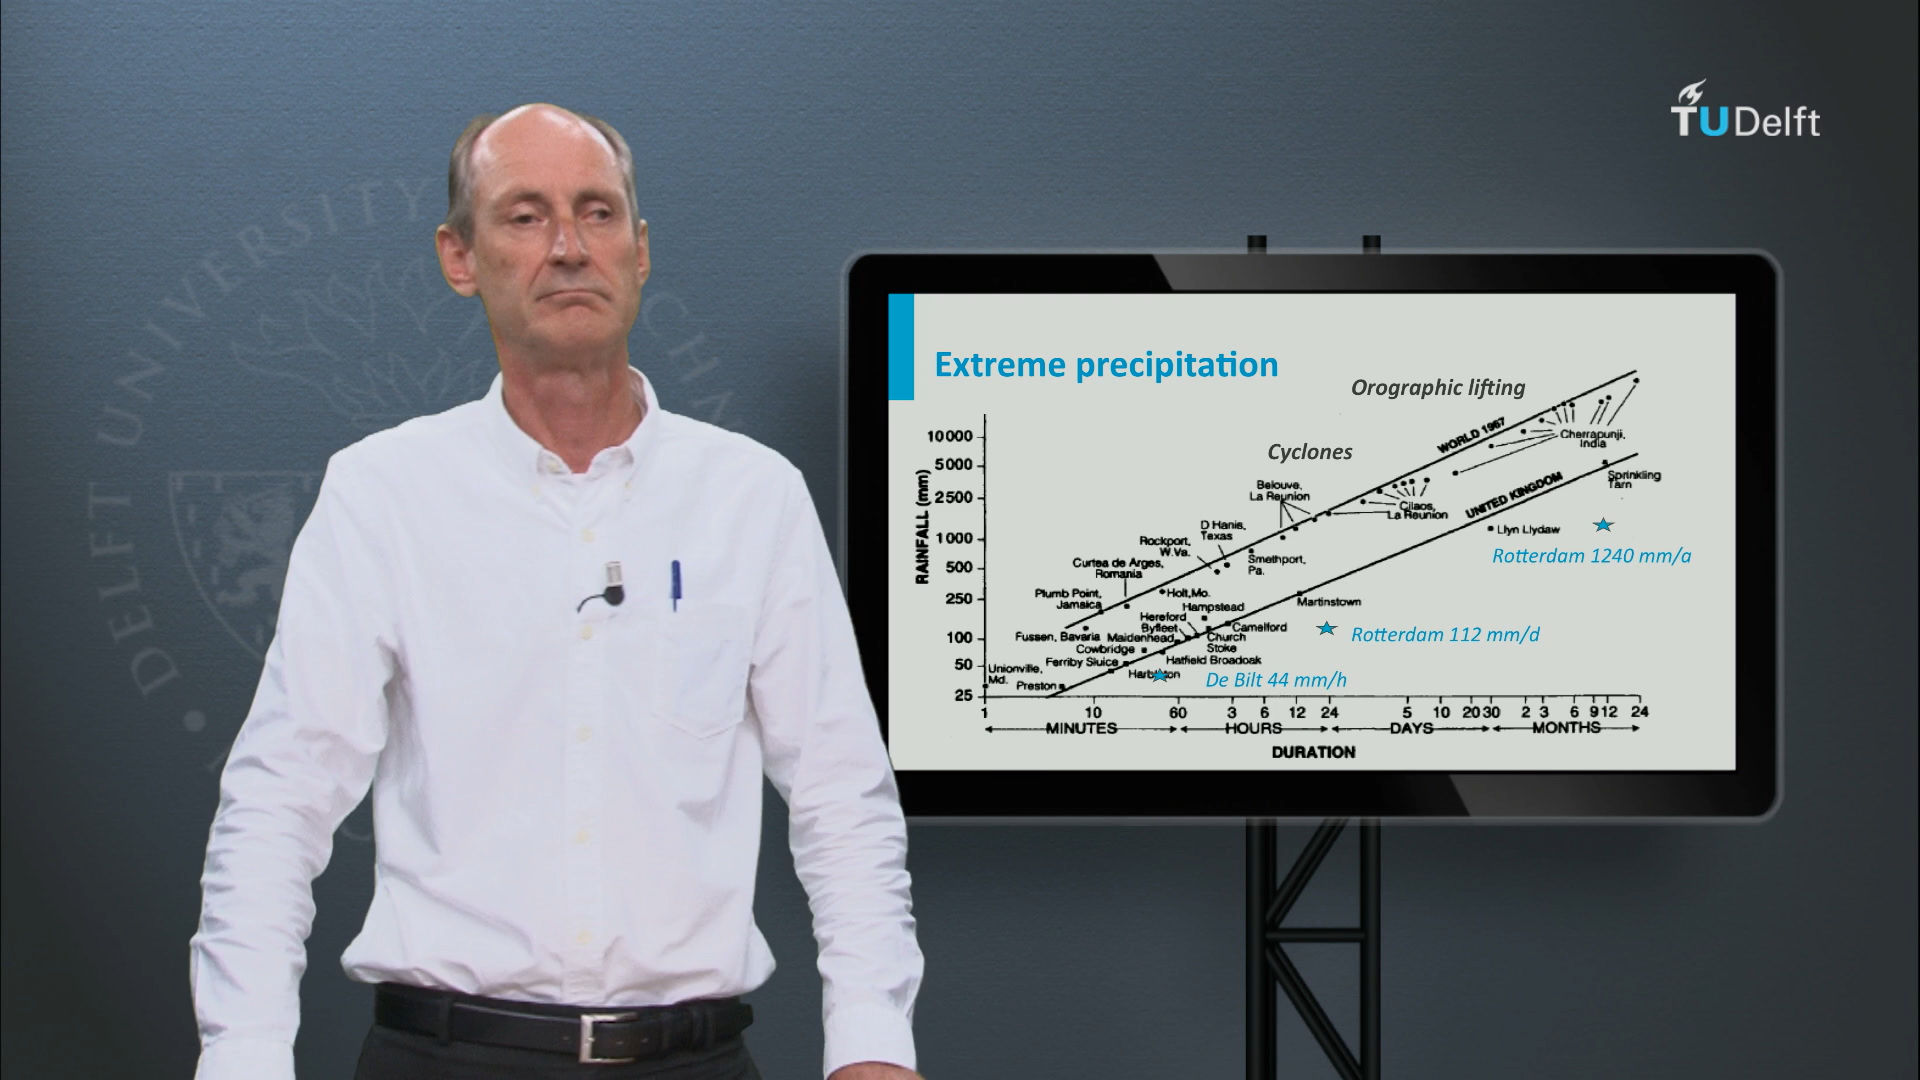 TU Delft
DELFT UNIVERSITY
Extreme precipitation
Orographic lifting
Cyclones
WORLD 1967
UNITED KINGDOM
Cherrapunji,
India
Sprinkling
Tarn
Belouve,
La Reunion
Cilaos,
La Reunion
Llyn Llydaw
Rotterdam 1240 mm/a
D Hanis,
Texas
Rockport,
W.Va.
Smethport,
Pa.
Curtea de Arges,
Romania
Plumb Point,
Jamaica
Holt,Mo.
Martinstown
Hampstead
Hereford
Byfleet
Camelford
Rotterdam 112 mm/d
Fussen, Bavaria
Maidenhead
Church
Stoke
Cowbridge
Ferriby Sluice
Hatfield Broadoak
Unionville,
Md.
Preston
De Bilt 44 mm/h
RAINFALL (mm)
10000
5000
2500
1000
500
250
100
50
25
1 10 60 3 6 12 24 5 10 20 30 2 3 6 9 12 24
MINUTES HOURS DAYS MONTHS
DURATION